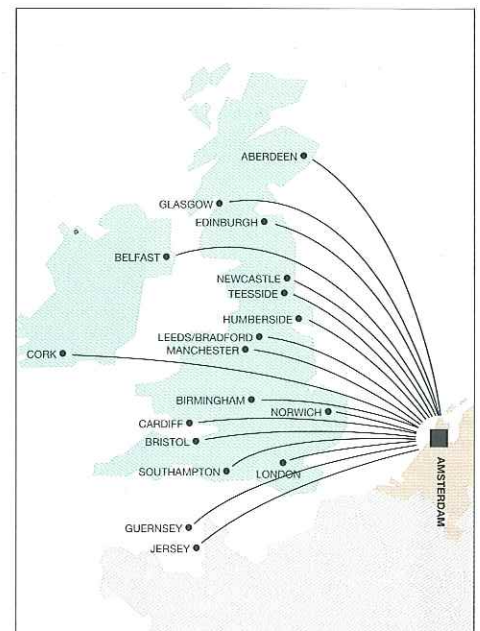 ABERDEEN
GLASGOW
EDINBURGH
BELFAST
NEWCASTLE
TEESSIDE
HUMBERSIDE
LEEDS/BRADFORD
MANCHESTER
CORK
BIRMINGHAM
NORWICH
CARDIFF
BRISTOL
SOUTHAMPTON
LONDON
AMSTERDAM
GUERNSEY
JERSEY